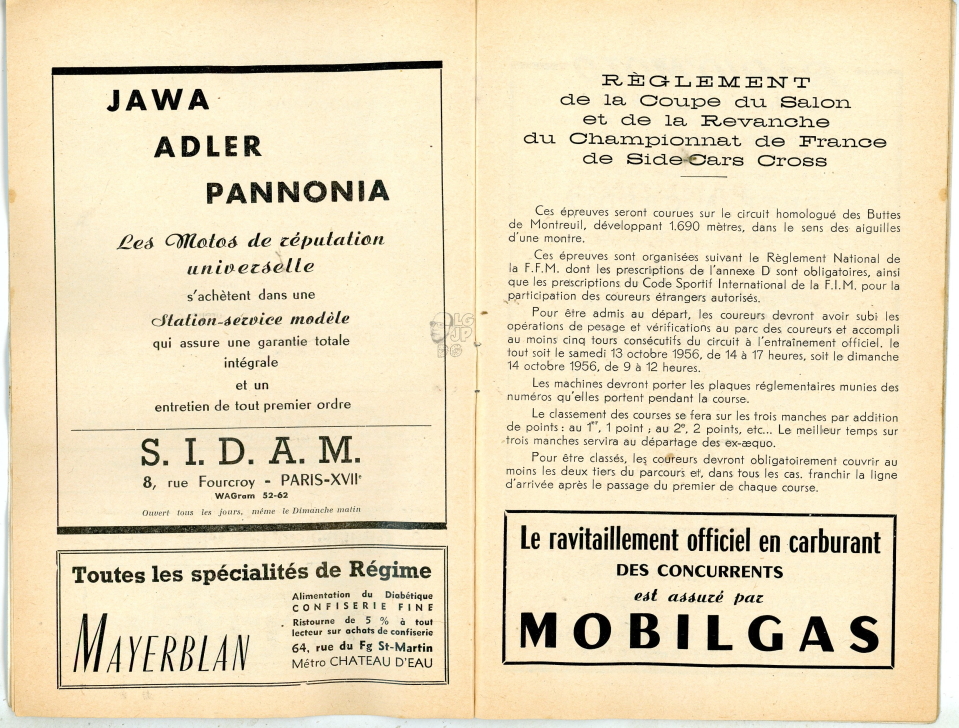 JAWA
ADLER
PANNONIA
Les Motos de réputation
universelle
s'achètent dans une
Station-service modèle
qui assure une garantie totale
intégrale
et un
entretien de tout premier ordre
S. I. D. A. M.
8, rue Fourcroy - PARIS-XVIIe
WAGram 52-62
Ouvert tous les jours, même le Dimanche matin
Toutes les spécialités de Régime
MAYERBLAN
Alimentation du Diabétique
CONFISERIE FINE
Ristourne de 5 % à tout
lecteur sur achats de confiserie
64, rue du Fg St-Martin
Métro CHATEAU D'EAU
RÈGLEMENT
de la Coupe du Salon
et de la Revanche
du Championnat de France
de Side-Cars Cross
Ces épreuves seront courues sur le circuit homologué des Buttes
de Montreuil, développant 1.690 mètres, dans le sens des aiguilles
d'une montre.
Ces épreuves sont organisées suivant le Règlement National de
la F.F.M. dont les prescriptions de l'annexe D sont obligatoires, ainsi
que les prescriptions du Code Sportif International de la F.I.M. pour la
participation des coureurs étrangers autorisés.
Pour être admis au départ, les coureurs devront avoir subi les
opérations de pesage et vérifications au parc des coureurs et accompli
au moins cinq tours consécutifs du circuit à l'entraînement officiel. le
tout soit le samedi 13 octobre 1956, de 14 à 17 heures, soit le dimanche
14 octobre 1956, de 9 à 12 heures.
Les machines devront porter les plaques réglementaires munies des
numéros qu'elles portent pendant la course.
Le classement des courses se fera sur les trois manches par addition
de points : au 1er, 1 point ; au 2e, 2 points, etc... Le meilleur temps sur
trois manches servira au départage des ex-æquo.
Pour être classés, les coureurs devront obligatoirement couvrir au
moins les deux tiers du parcours et, dans tous les cas. franchir la ligne
d'arrivée après le passage du premier de chaque course.
Le ravitaillement officiel en carburant
DES CONCURRENTS
est assuré par
MOBILGAS